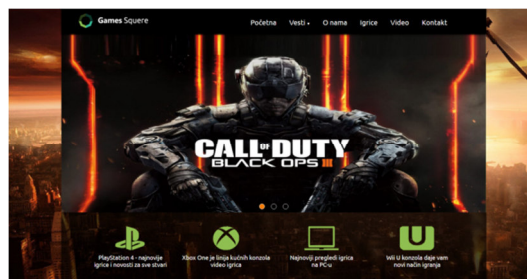 Games Squere
Početna Vesti O nama Igrice Video Kontakt
CALL OF DUTY
BLACK OPS III
PlayStation 4 - najnovije
igrice i novosti za sve stvari
Xbox One je linija kućnih konzola
video igrica
Najnoviji pregledi igrica
na PC-u
Wii U konzola daje vam
novi način igranja